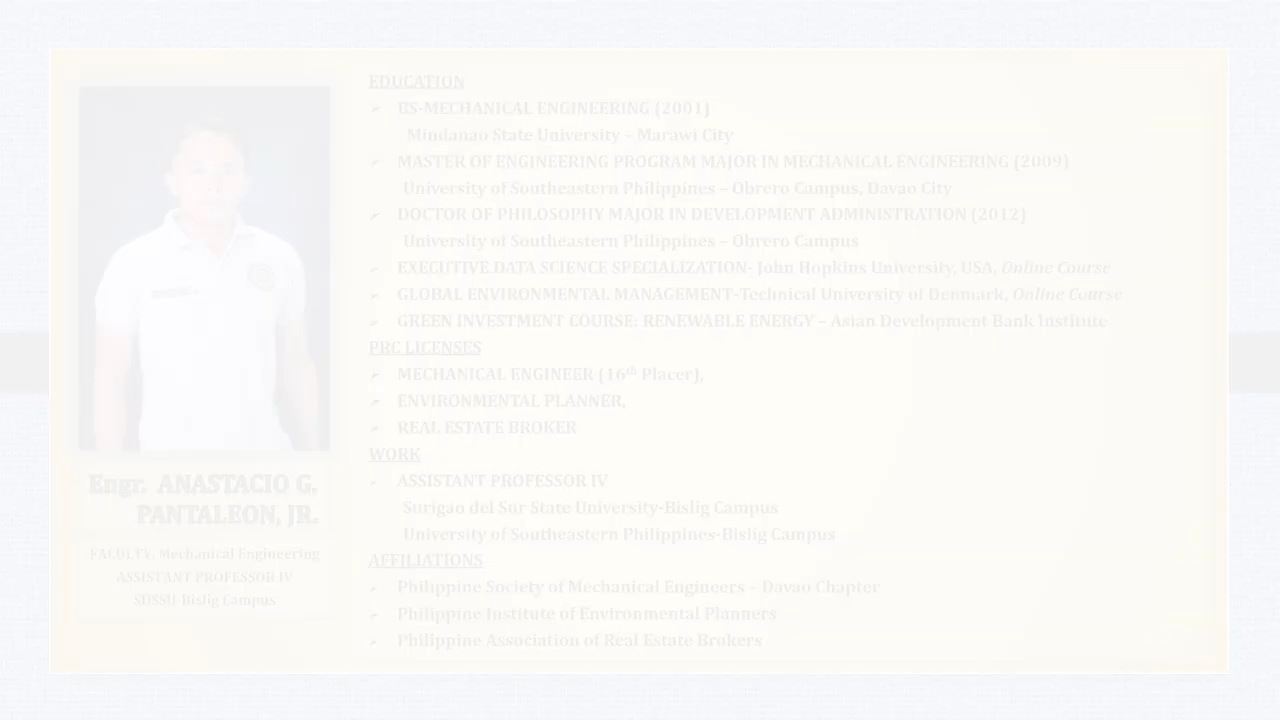 EDUCATION
BS-MECHANICAL ENGINEERING (2001)
Mindanao State University – Marawi City
MASTER OF ENGINEERING PROGRAM MAJOR IN MECHANICAL ENGINEERING (2009)
University of Southeastern Philippines – Obrero Campus, Davao City
DOCTOR OF PHILOSOPHY MAJOR IN DEVELOPMENT ADMINISTRATION (2012)
University of Southeastern Philippines – Obrero Campus
EXECUTIVE DATA SCIENCE SPECIALIZATION- John Hopkins University, USA, Online Course
GLOBAL ENVIRONMENTAL MANAGEMENT-Technical University of Denmark, Online Course
GREEN INVESTMENT COURSE: RENEWABLE ENERGY – Asian Development Bank Institute
PRC LICENSES
MECHANICAL ENGINEER (16th Placer),
ENVIRONMENTAL PLANNER,
REAL ESTATE BROKER
WORK
ASSISTANT PROFESSOR IV
Surigao del Sur State University-Bislig Campus
University of Southeastern Philippines-Bislig Campus
AFFILIATIONS
Philippine Society of Mechanical Engineers – Davao Chapter
Philippine Institute of Environmental Planners
Philippine Association of Real Estate Brokers
Engr. ANASTACIO G.
PANTALEON, JR.
FACULTY, Mechanical Engineering
ASSISTANT PROFESSOR IV
SDSSU-Bislig Campus